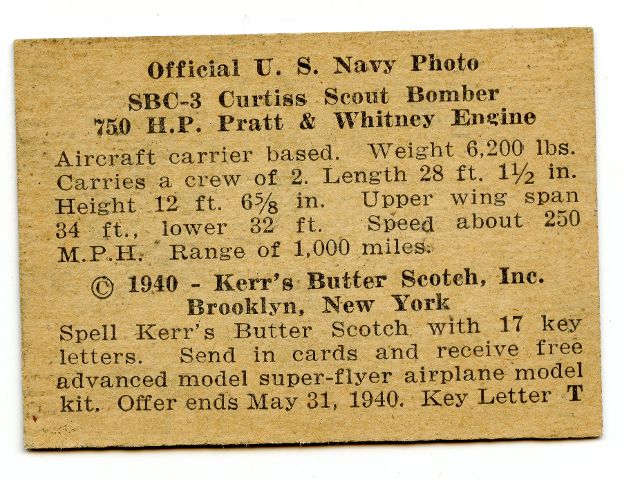 Official U. S. Navy Photo
SBC-3 Curtiss Scout Bomber
750 H.P. Pratt & Whitney Engine
Aircraft carrier based. Weight 6,200 lbs.
Carries a crew of 2. Length 28 ft. 1½ in.
Height 12 ft. 6⅝ in. Upper wing span
34 ft., lower 32 ft. Speed about 250
M.P.H. Range of 1,000 miles.
© 1940 - Kerr's Butter Scotch, Inc.
Brooklyn, New York
Spell Kerr's Butter Scotch with 17 key
letters. Send in cards and receive free
advanced model super-flyer airplane model
kit. Offer ends May 31, 1940. Key Letter T